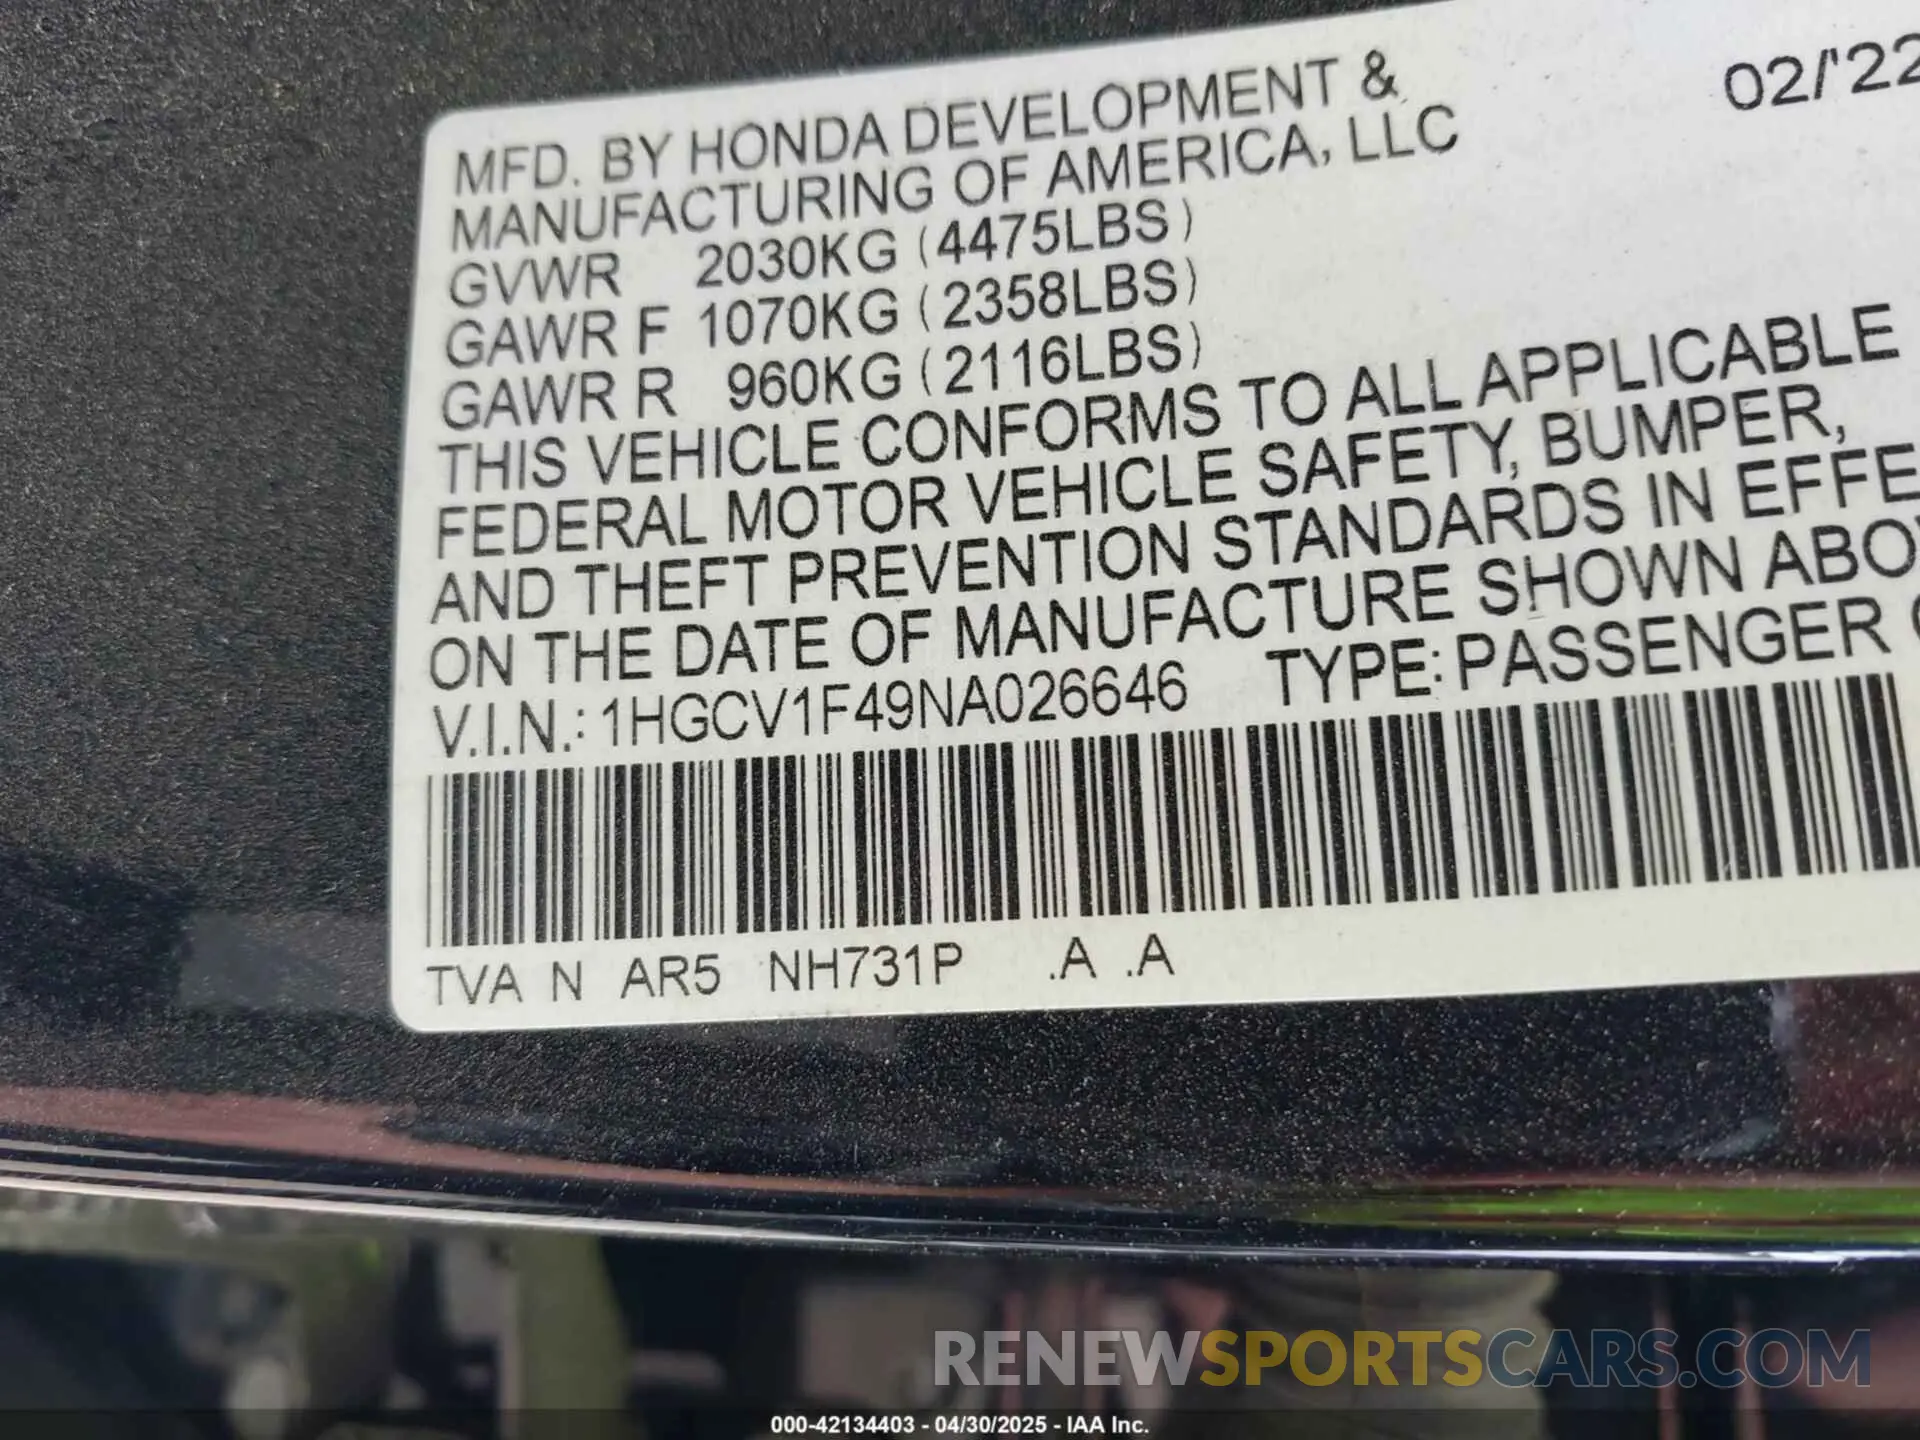 MFD. BY HONDA DEVELOPMENT & 02/'22
MANUFACTURING OF AMERICA, LLC
GVWR 2030KG (4475LBS)
GAWR F 1070KG (2358LBS)
GAWR R 960KG (2116LBS)
THIS VEHICLE CONFORMS TO ALL APPLICABLE
FEDERAL MOTOR VEHICLE SAFETY, BUMPER,
AND THEFT PREVENTION STANDARDS IN EFFE
ON THE DATE OF MANUFACTURE SHOWN ABO
V.I.N.: 1HGCV1F49NA026646 TYPE: PASSENGER
TVA N AR5 NH731P .A .A
RENEWSPORTSCARS.COM
000-42134403 - 04/30/2025 - IAA Inc.